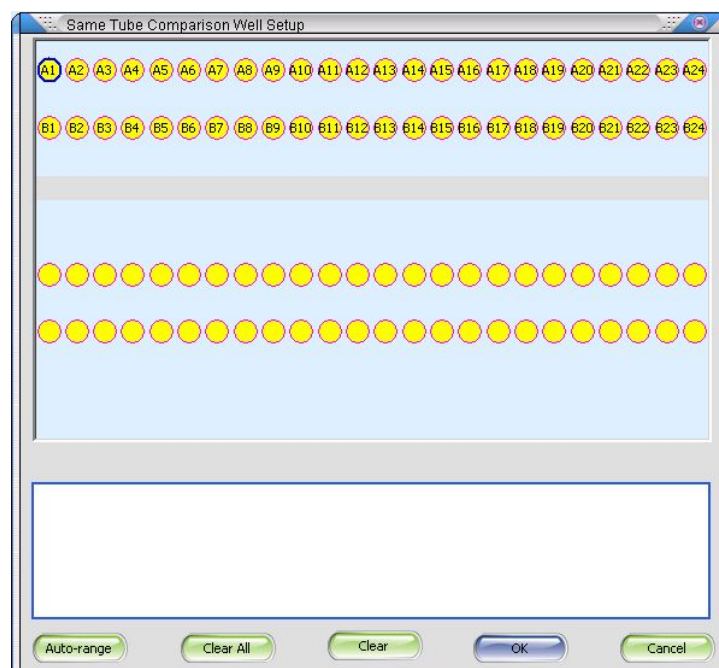 Same Tube Comparison Well Setup
A1 A2 A3 A4 A5 A6 A7 A8 A9 A10 A11 A12 A13 A14 A15 A16 A17 A18 A19 A20 A21 A22 A23 A24
B1 B2 B3 B4 B5 B6 B7 B8 B9 B10 B11 B12 B13 B14 B15 B16 B17 B18 B19 B20 B21 B22 B23 B24
Auto-range Clear All Clear OK Cancel